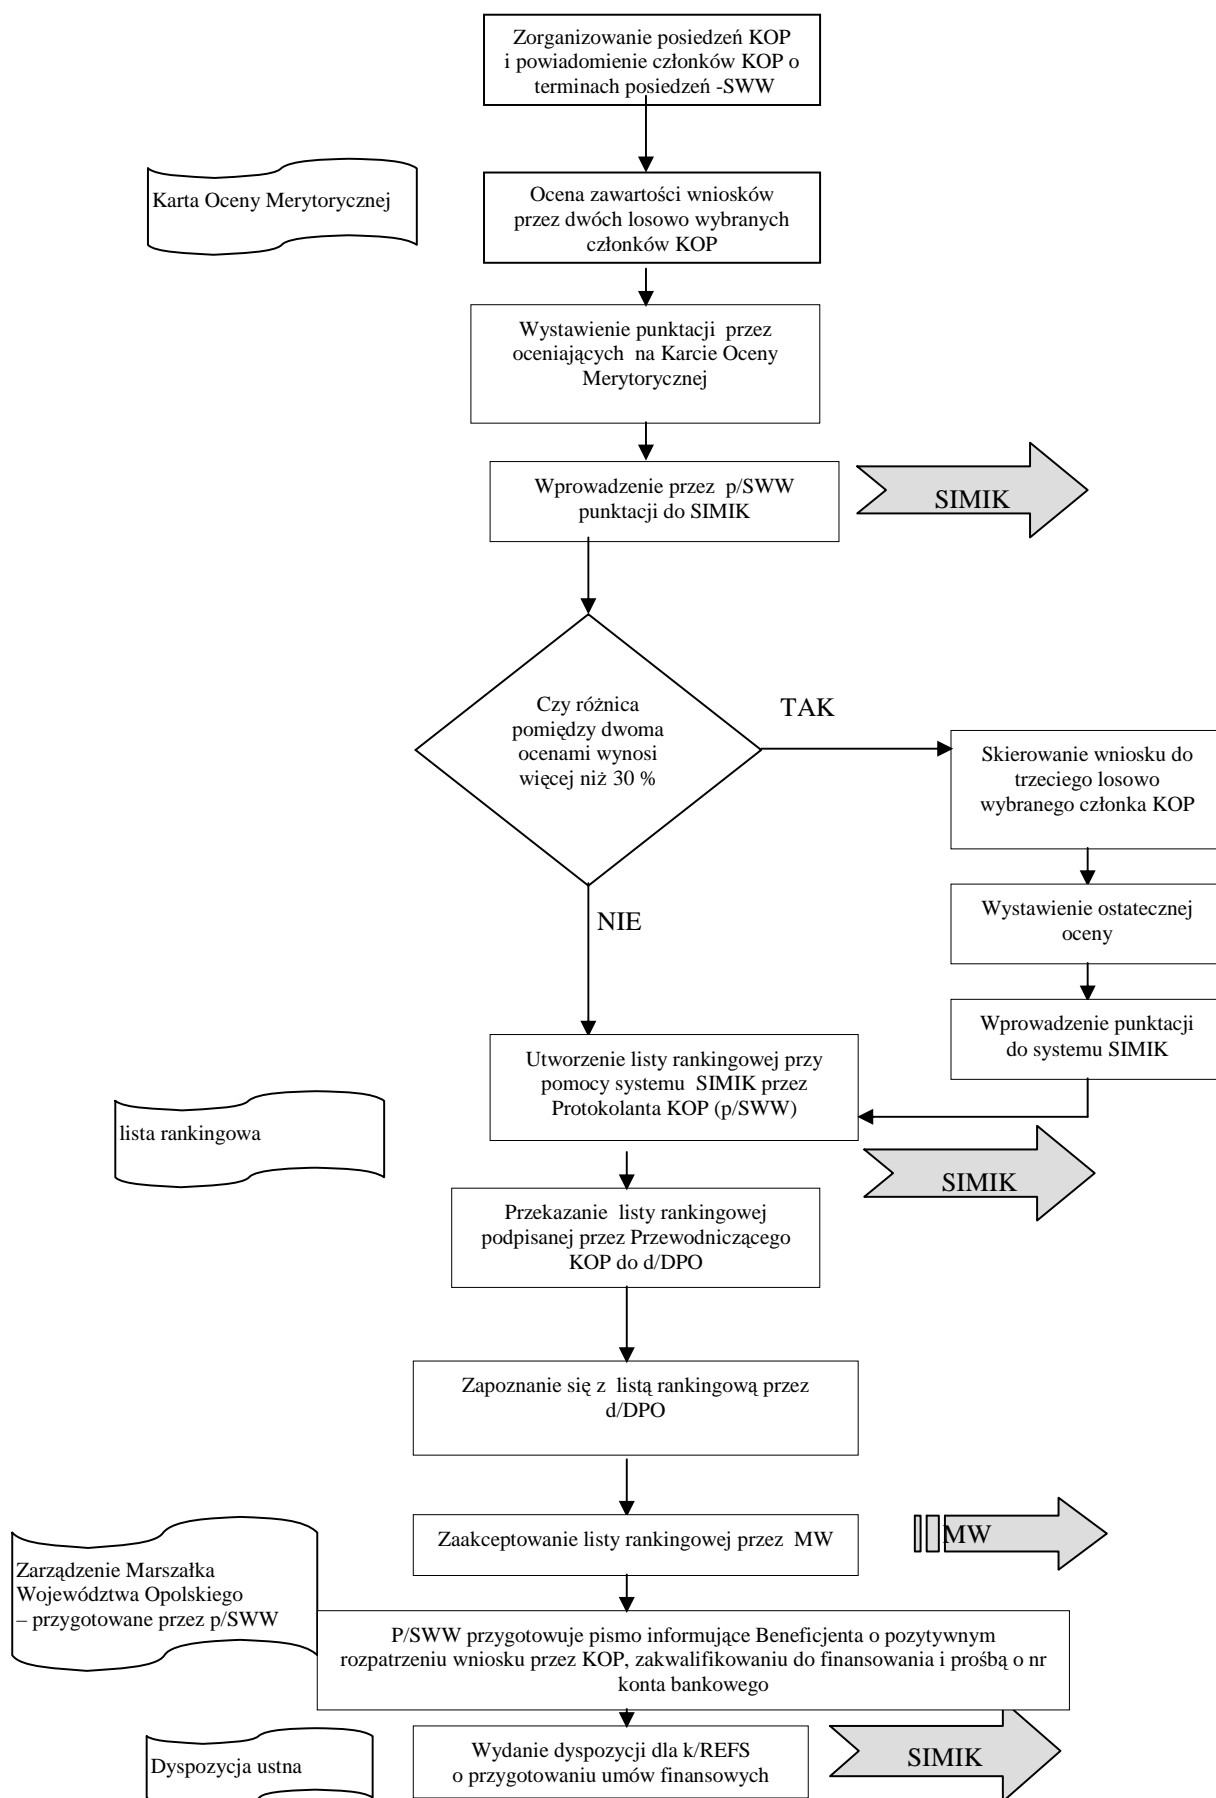 Zorganizowanie posiedzeń KOP
i powiadomienie członków KOP o
terminach posiedzeń -SWW
Karta Oceny Merytorycznej
Ocena zawartości wniosków
przez dwóch losowo wybranych
członków KOP
Wystawienie punktacji przez
oceniających na Karcie Oceny
Merytorycznej
Wprowadzenie przez p/SWW
punktacji do SIMIK
SIMIK
Czy różnica
pomiędzy dwoma
ocenami wynosi
więcej niż 30 %
TAK
Skierowanie wniosku do
trzeciego losowo
wybranego członka KOP
Wystawienie ostatecznej
oceny
NIE
Wprowadzenie punktacji
do systemu SIMIK
Utworzenie listy rankingowej przy
pomocy systemu SIMIK przez
Protokolanta KOP (p/SWW)
lista rankingowa
SIMIK
Przekazanie listy rankingowej
podpisanej przez Przewodniczącego
KOP do d/DPO
Zapoznanie się z listą rankingową przez
d/DPO
Zaakceptowanie listy rankingowej przez MW
MW
Zarządzenie Marszałka
Województwa Opolskiego
– przygotowane przez p/SWW
P/SWW przygotowuje pismo informujące Beneficjenta o pozytywnym
rozpatrzeniu wniosku przez KOP, zakwalifikowaniu do finansowania i prośbą o nr
konta bankowego
Dyspozycja ustna
Wydanie dyspozycji dla k/REFS
o przygotowaniu umów finansowych
SIMIK